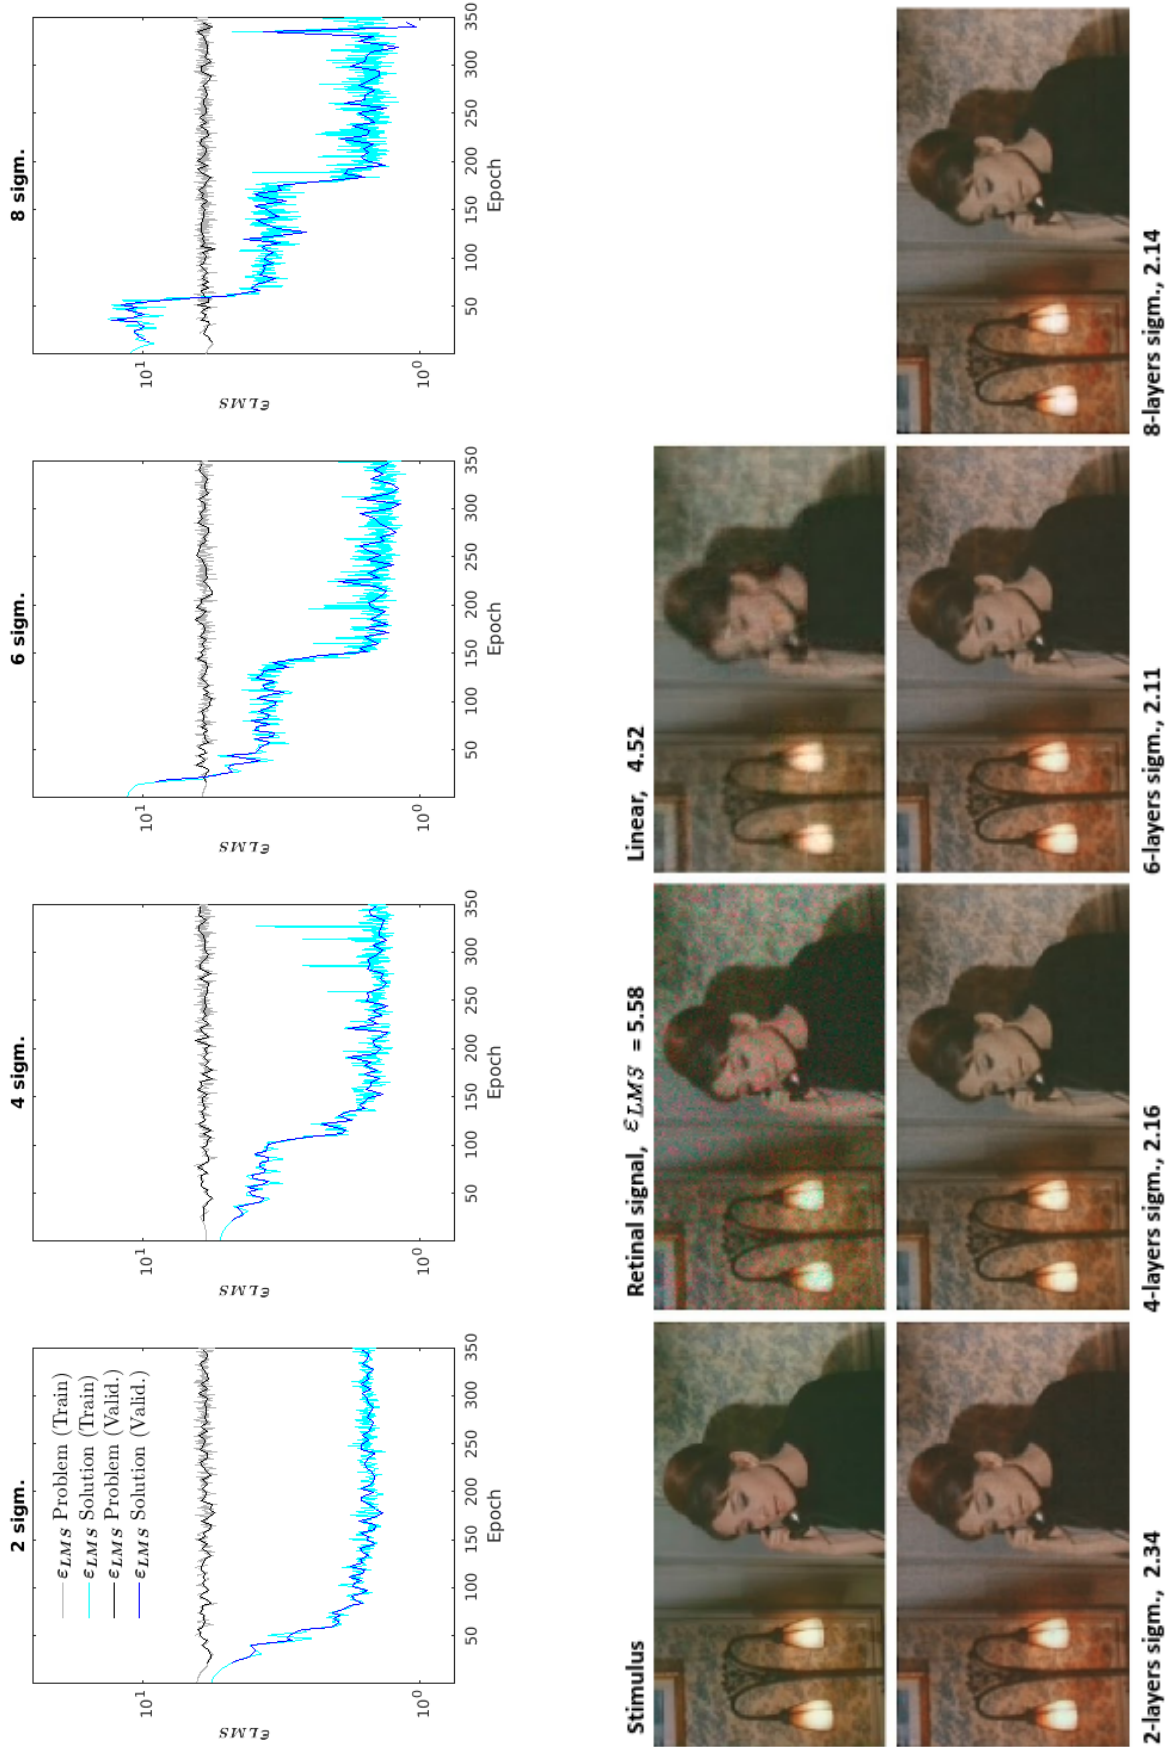 2 sigm.
ε_LMS Problem (Train)
ε_LMS Solution (Train)
ε_LMS Problem (Valid.)
ε_LMS Solution (Valid.)
10^1
10^0
ε_LMS
50 100 150 200 250 300 350
Epoch
4 sigm.
10^1
10^0
ε_LMS
50 100 150 200 250 300 350
Epoch
6 sigm.
10^1
10^0
ε_LMS
50 100 150 200 250 300 350
Epoch
8 sigm.
10^1
10^0
ε_LMS
50 100 150 200 250 300 350
Epoch
Stimulus
Retinal signal, ε_LMS = 5.58
Linear, 4.52
2-layers sigm., 2.34
4-layers sigm., 2.16
6-layers sigm., 2.11
8-layers sigm., 2.14